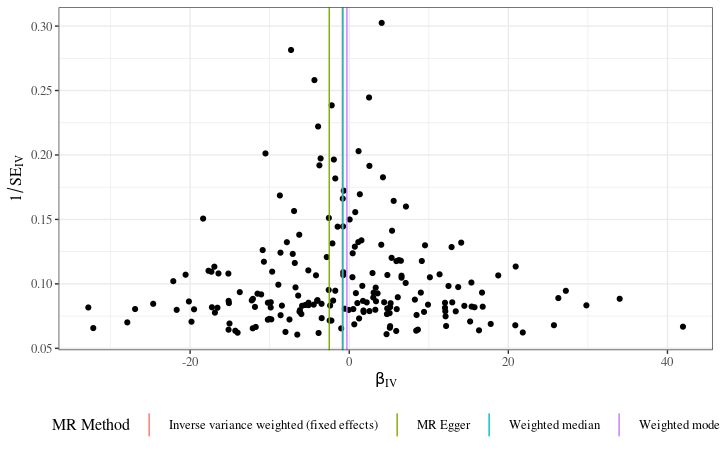 0.30
0.25
0.20
0.15
0.10
0.05
1/SE_IV
-20
0
20
40
β_IV
MR Method
Inverse variance weighted (fixed effects)
MR Egger
Weighted median
Weighted mode